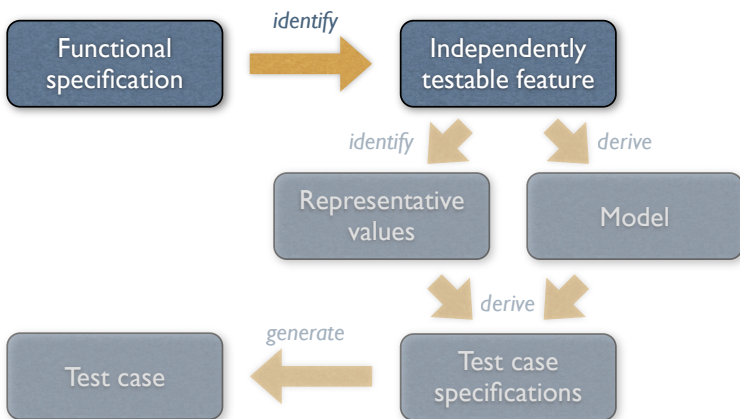 identify
Functional
specification
Independently
testable feature
identify
derive
Representative
values
Model
derive
generate
Test case
Test case
specifications